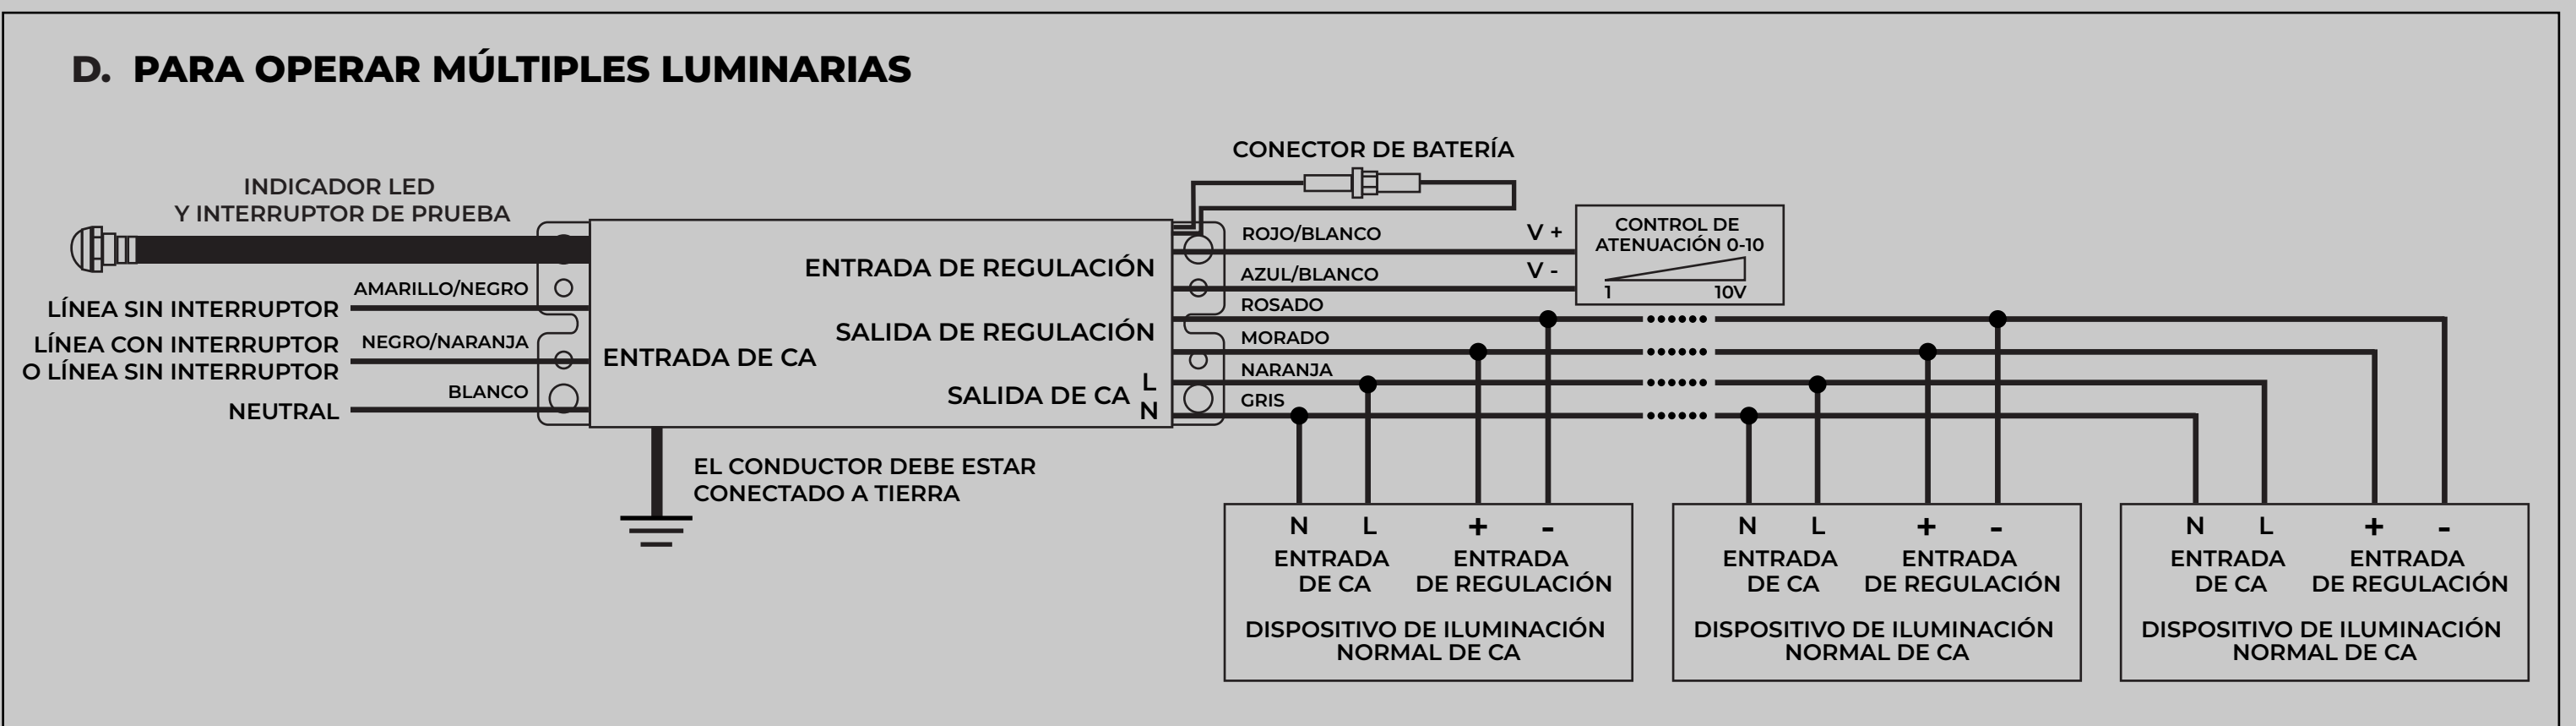 D. PARA OPERAR MÚLTIPLES LUMINARIAS
CONECTOR DE BATERÍA
INDICADOR LED
Y INTERRUPTOR DE PRUEBA
AMARILLO/NEGRO
LÍNEA SIN INTERRUPTOR
NEGRO/NARANJA
LÍNEA CON INTERRUPTOR
O LÍNEA SIN INTERRUPTOR
BLANCO
NEUTRAL
ENTRADA DE CA
ENTRADA DE REGULACIÓN
SALIDA DE REGULACIÓN
SALIDA DE CA
L
N
EL CONDUCTOR DEBE ESTAR
CONECTADO A TIERRA
ROJO/BLANCO
V +
AZUL/BLANCO
V -
ROSADO
MORADO
NARANJA
GRIS
CONTROL DE
ATENUACIÓN 0-10
1 10V
N L + -
ENTRADA
DE CA
ENTRADA
DE REGULACIÓN
DISPOSITIVO DE ILUMINACIÓN
NORMAL DE CA
N L + -
ENTRADA
DE CA
ENTRADA
DE REGULACIÓN
DISPOSITIVO DE ILUMINACIÓN
NORMAL DE CA
N L + -
ENTRADA
DE CA
ENTRADA
DE REGULACIÓN
DISPOSITIVO DE ILUMINACIÓN
NORMAL DE CA